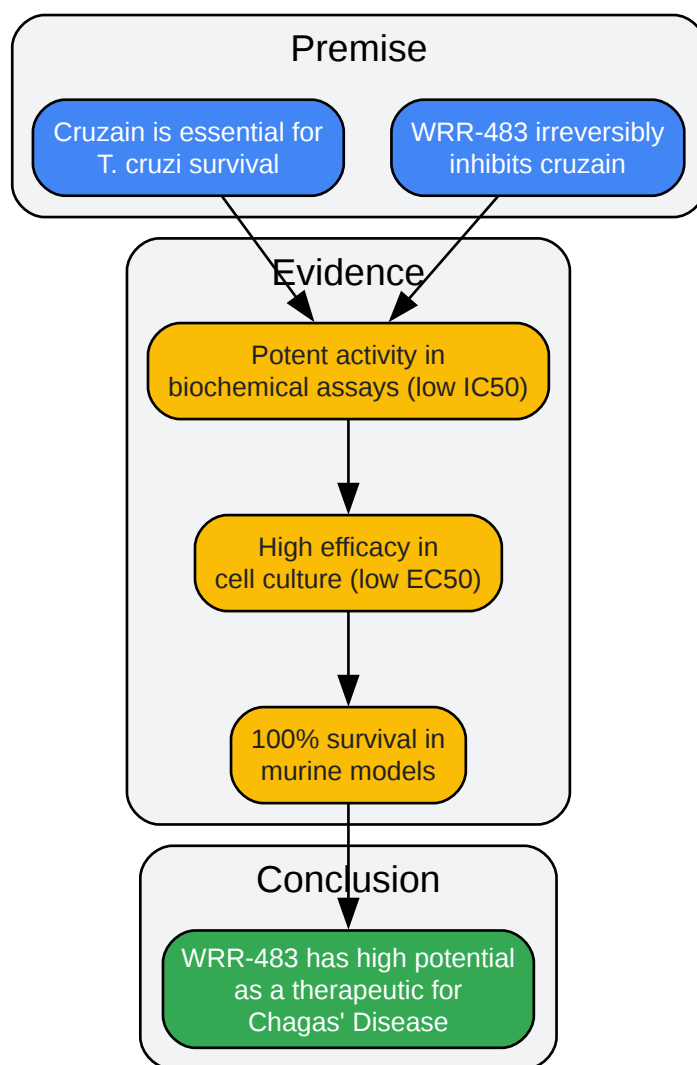 Premise
Cruzain is essential for
T. cruzi survival
WRR-483 irreversibly
inhibits cruzain
Evidence
Potent activity in
biochemical assays (low IC50)
High efficacy in
cell culture (low EC50)
100% survival in
murine models
Conclusion
WRR-483 has high potential
as a therapeutic for
Chagas' Disease